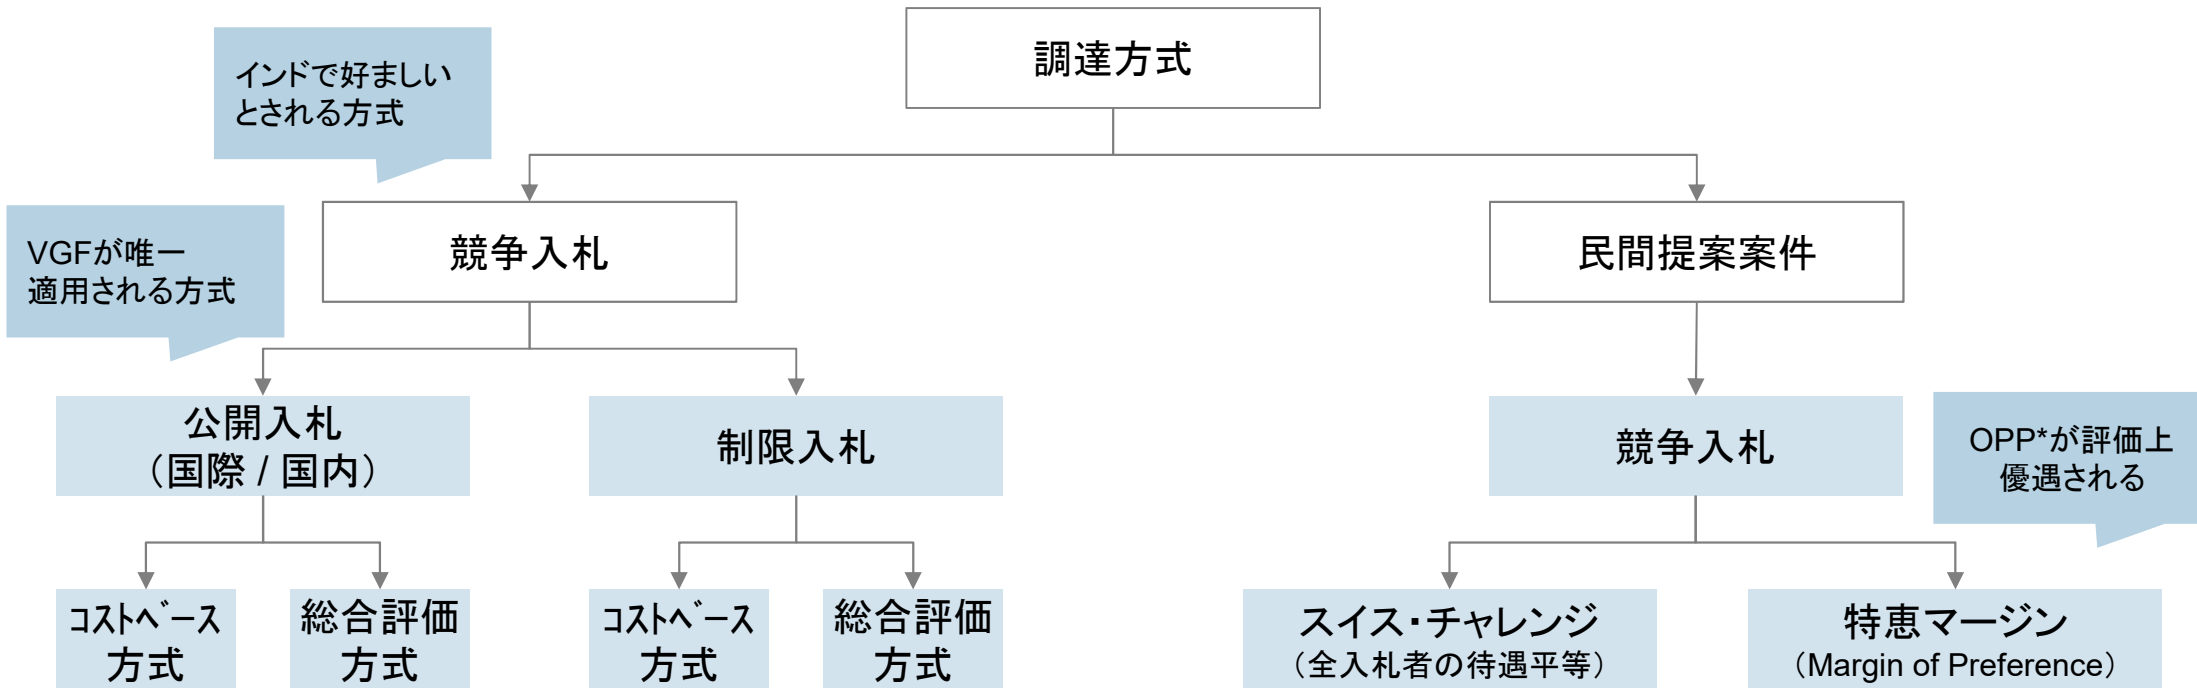 調達方式
インドで好ましい
とされる方式
競争入札
民間提案案件
VGFが唯一
適用される方式
公開入札
（国際 / 国内）
制限入札
競争入札
OPP*が評価上
優遇される
ｺｽﾄﾍﾞｰｽ
方式
総合評価
方式
ｺｽﾄﾍﾞｰｽ
方式
総合評価
方式
スイス・チャレンジ
（全入札者の待遇平等）
特恵マージン
（Margin of Preference）